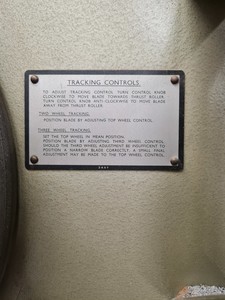 TRACKING CONTROLS.
TO ADJUST TRACKING CONTROL TURN CONTROL KNOB
CLOCKWISE TO MOVE BLADE TOWARDS THRUST ROLLER.
TURN CONTROL KNOB ANTI-CLOCKWISE TO MOVE BLADE
AWAY FROM THRUST ROLLER.
TWO WHEEL TRACKING.
POSITION BLADE BY ADJUSTING TOP WHEEL CONTROL.
THREE WHEEL TRACKING.
SET THE TOP WHEEL IN MEAN POSITION.
POSITION BLADE BY ADJUSTING THIRD WHEEL CONTROL.
SHOULD THE THIRD WHEEL ADJUSTMENT BE INSUFFICIENT TO
POSITION A NARROW BLADE CORRECTLY, A SMALL FINAL
ADJUSTMENT MAY BE MADE TO THE TOP WHEEL CONTROL.